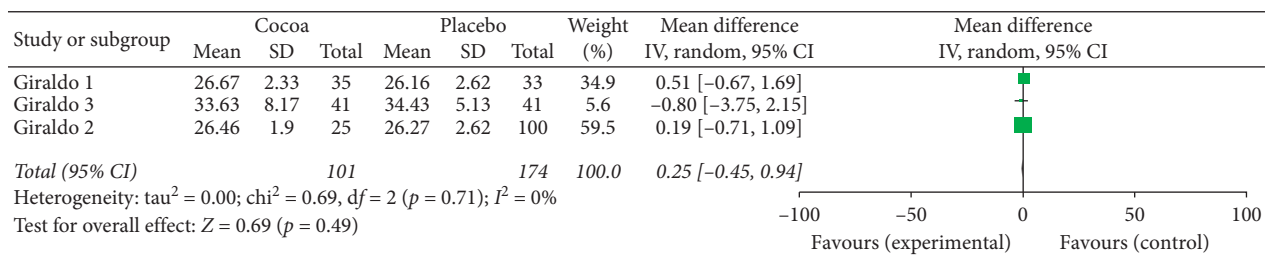 Study or subgroup Cocoa Placebo Weight (%) Mean difference IV, random, 95% CI Mean difference IV, random, 95% CI
Mean SD Total Mean SD Total
Giraldo 1 26.67 2.33 35 26.16 2.62 33 34.9 0.51 [–0.67, 1.69]
Giraldo 3 33.63 8.17 41 34.43 5.13 41 5.6 –0.80 [–3.75, 2.15]
Giraldo 2 26.46 1.9 25 26.27 2.62 100 59.5 0.19 [–0.71, 1.09]
Total (95% CI) 101 174 100.0 0.25 [–0.45, 0.94]
Heterogeneity: tau² = 0.00; chi² = 0.69, df = 2 (p = 0.71); I² = 0%
Test for overall effect: Z = 0.69 (p = 0.49)
–100 –50 0 50 100
Favours (experimental) Favours (control)